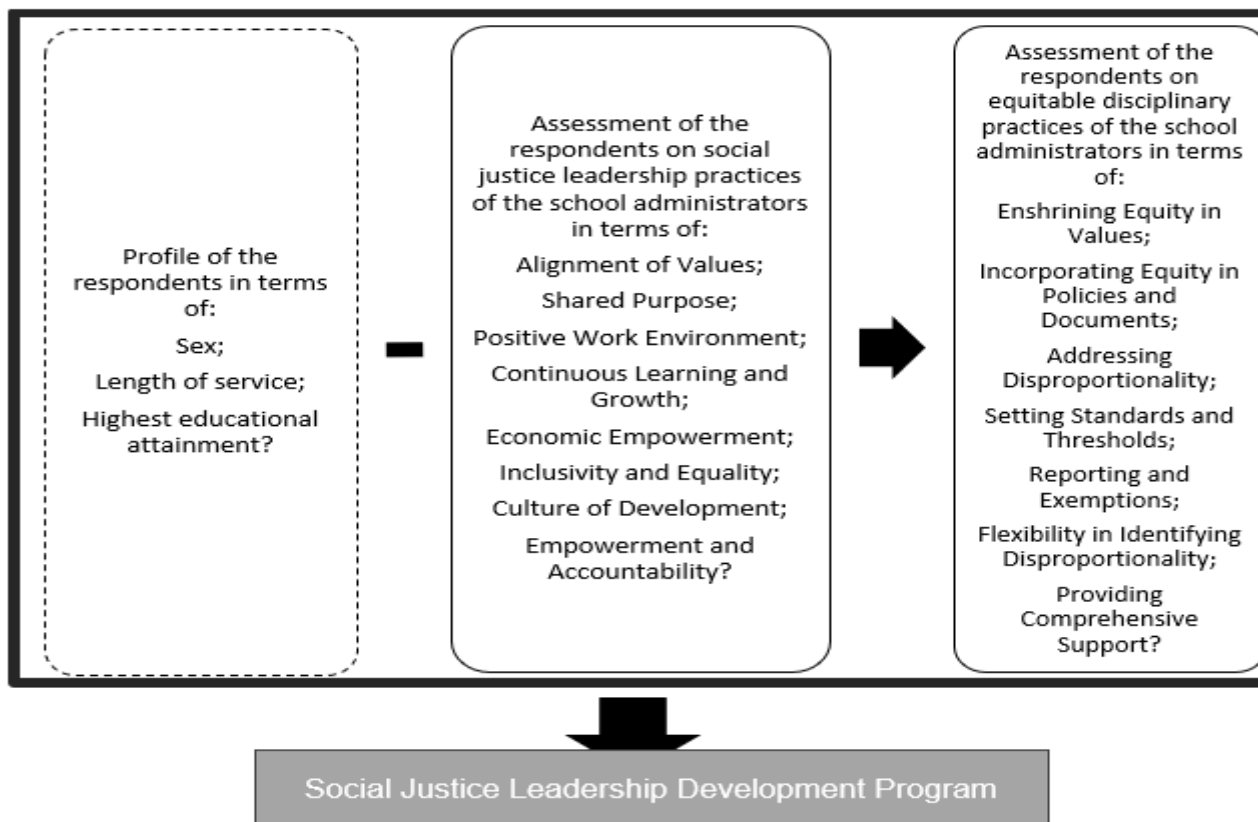 Profile of the
respondents in terms
of:
Sex;
Length of service;
Highest educational
attainment?
Assessment of the
respondents on social
justice leadership practices
of the school administrators
in terms of:
Alignment of Values;
Shared Purpose;
Positive Work Environment;
Continuous Learning and
Growth;
Economic Empowerment;
Inclusivity and Equality;
Culture of Development;
Empowerment and
Accountability?
Assessment of the
respondents on
equitable disciplinary
practices of the school
administrators in terms
of:
Enshrining Equity in
Values;
Incorporating Equity in
Policies and
Documents;
Addressing
Disproportionality;
Setting Standards and
Thresholds;
Reporting and
Exemptions;
Flexibility in Identifying
Disproportionality;
Providing
Comprehensive
Support?
Social Justice Leadership Development Program